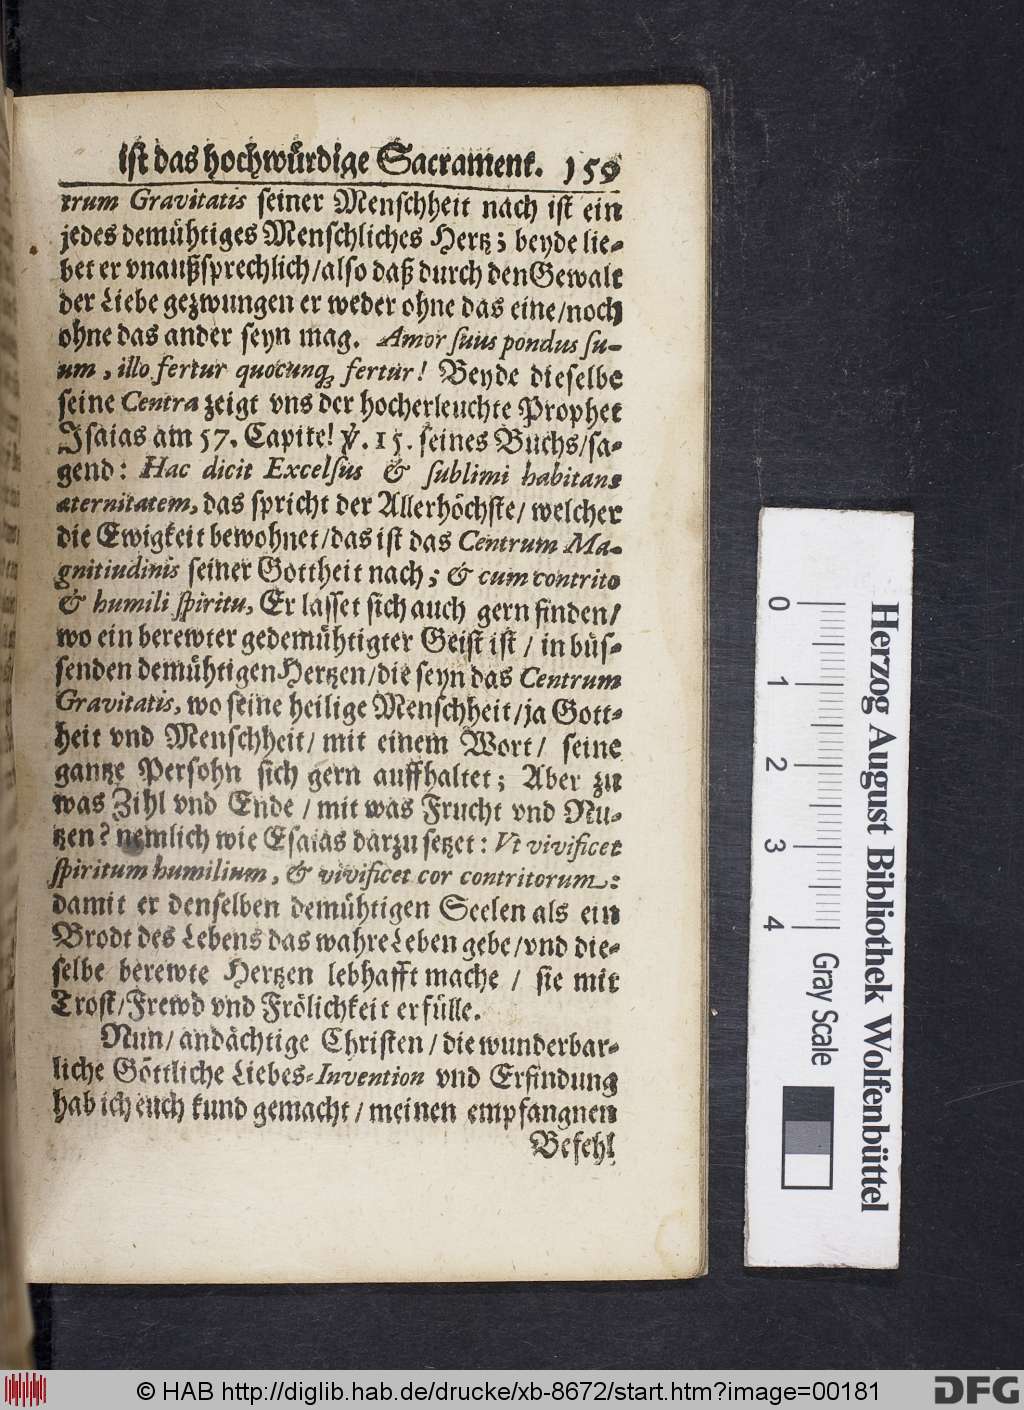 ist das hochwürdige Sacrament. 159
trum Gravitatis seiner Menschheit nach ist ein
jedes demühtiges Menschliches Hertz; beyde lie-
bet er vnaußsprechlich/also daß durch den Gewalt
der Liebe gezwungen er weder ohne das eine/noch
ohne das ander seyn mag. Amor suus pondus su-
um, illo fertur quocunq; fertur! Beyde dieselbe
seine Centra zeigt vns der hocherleuchte Prophet
Isaias am 57. Capite! ℣. 15. seines Buchs/sa-
gend: Hac dicit Excelsus & sublimi habitans
æternitatem, das spricht der Allerhöchste/ welcher
die Ewigkeit bewohnet/das ist das Centrum Ma-
gnitiudinis seiner Gottheit nach; & cum contrito
& humili spiritu, Er lasset sich auch gern finden/
wo ein berewter gedemühtigter Geist ist / in büs-
senden demühtigen Hertzen/die seyn das Centrum
Gravitatis, wo seine heilige Menschheit/ja Gott-
heit vnd Menschheit/ mit einem Wort/ seine
gantze Persohn sich gern auffhaltet; Aber zu
was Zihl vnd Ende / mit was Frucht vnd Nu-
tzen? nemlich wie Esaias darzu setzet: Vt vivificet
spiritum humilium, & vivificet cor contritorum:
damit er denselben demühtigen Seelen als ein
Brodt des Lebens das wahre Leben gebe/vnd die-
selbe berewte Hertzen lebhafft mache / sie mit
Trost/Frewd vnd Frölichkeit erfülle.
Nun/ andächtige Christen / die wunderbar-
liche Göttliche Liebes-Invention vnd Erfindung
hab ich euch kund gemacht / meinen empfangnen
Befehl
0 1 2 3 4
Gray Scale
Herzog August Bibliothek Wolfenbüttel
© HAB http://diglib.hab.de/drucke/xb-8672/start.htm?image=00181
DFG